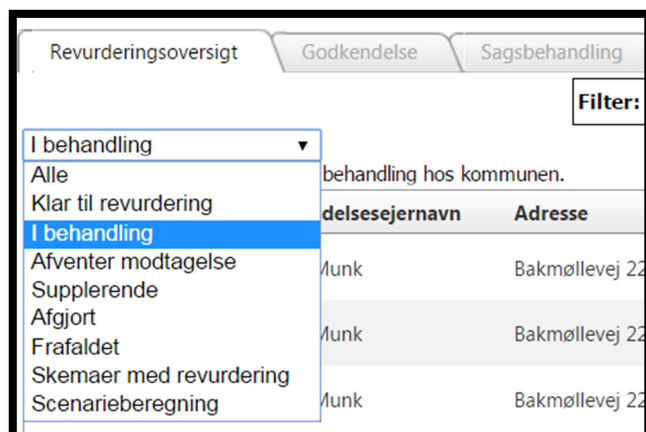 Revurderingsoversigt Godkendelse Sagsbehandling
Filter:
I behandling
Alle
behandling hos kommunen.
Klar til revurdering
delsesejernavn Adresse
I behandling
Afventer modtagelse
Munk Bakmøllevej 22
Supplerende
Afgjort
Frafaldet
Munk Bakmøllevej 22
Skemaer med revurdering
Scenarieberegning
Munk Bakmøllevej 22